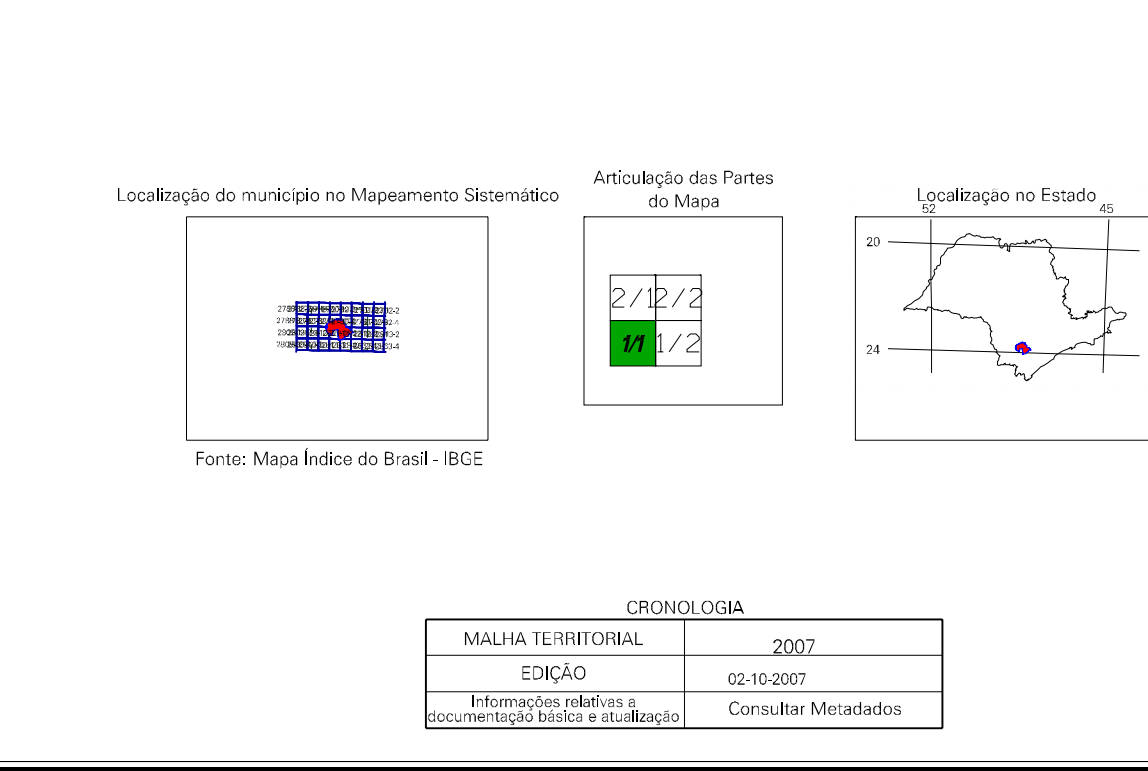 Localização do município no Mapeamento Sistemático
Fonte: Mapa Índice do Brasil - IBGE
Articulação das Partes
do Mapa
2/1 2/2
1/1 1/2
Localização no Estado
52 45
20
24
CRONOLOGIA
MALHA TERRITORIAL 2007
EDIÇÃO 02-10-2007
Informações relativas a
documentação básica e atualização
Consultar Metadados